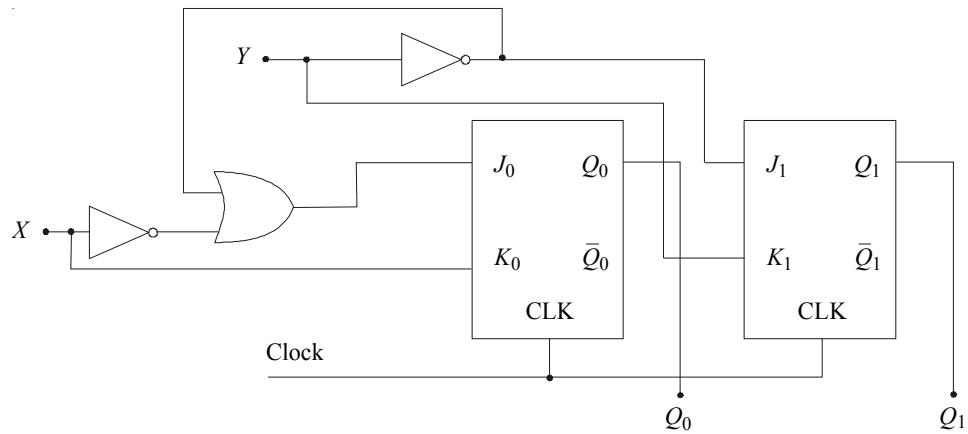 Y
X
J₀ Q₀
K₀ Q̄₀
CLK
J₁ Q₁
K₁ Q̄₁
CLK
Clock
Q₀
Q₁